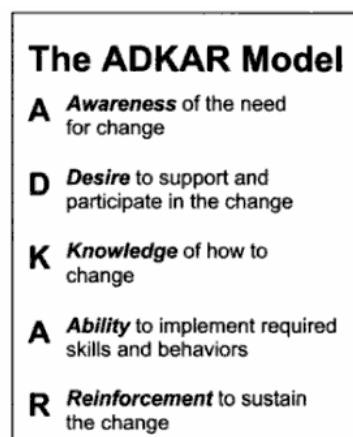 The ADKAR Model
A Awareness of the need
for change
D Desire to support and
participate in the change
K Knowledge of how to
change
A Ability to implement required
skills and behaviors
R Reinforcement to sustain
the change